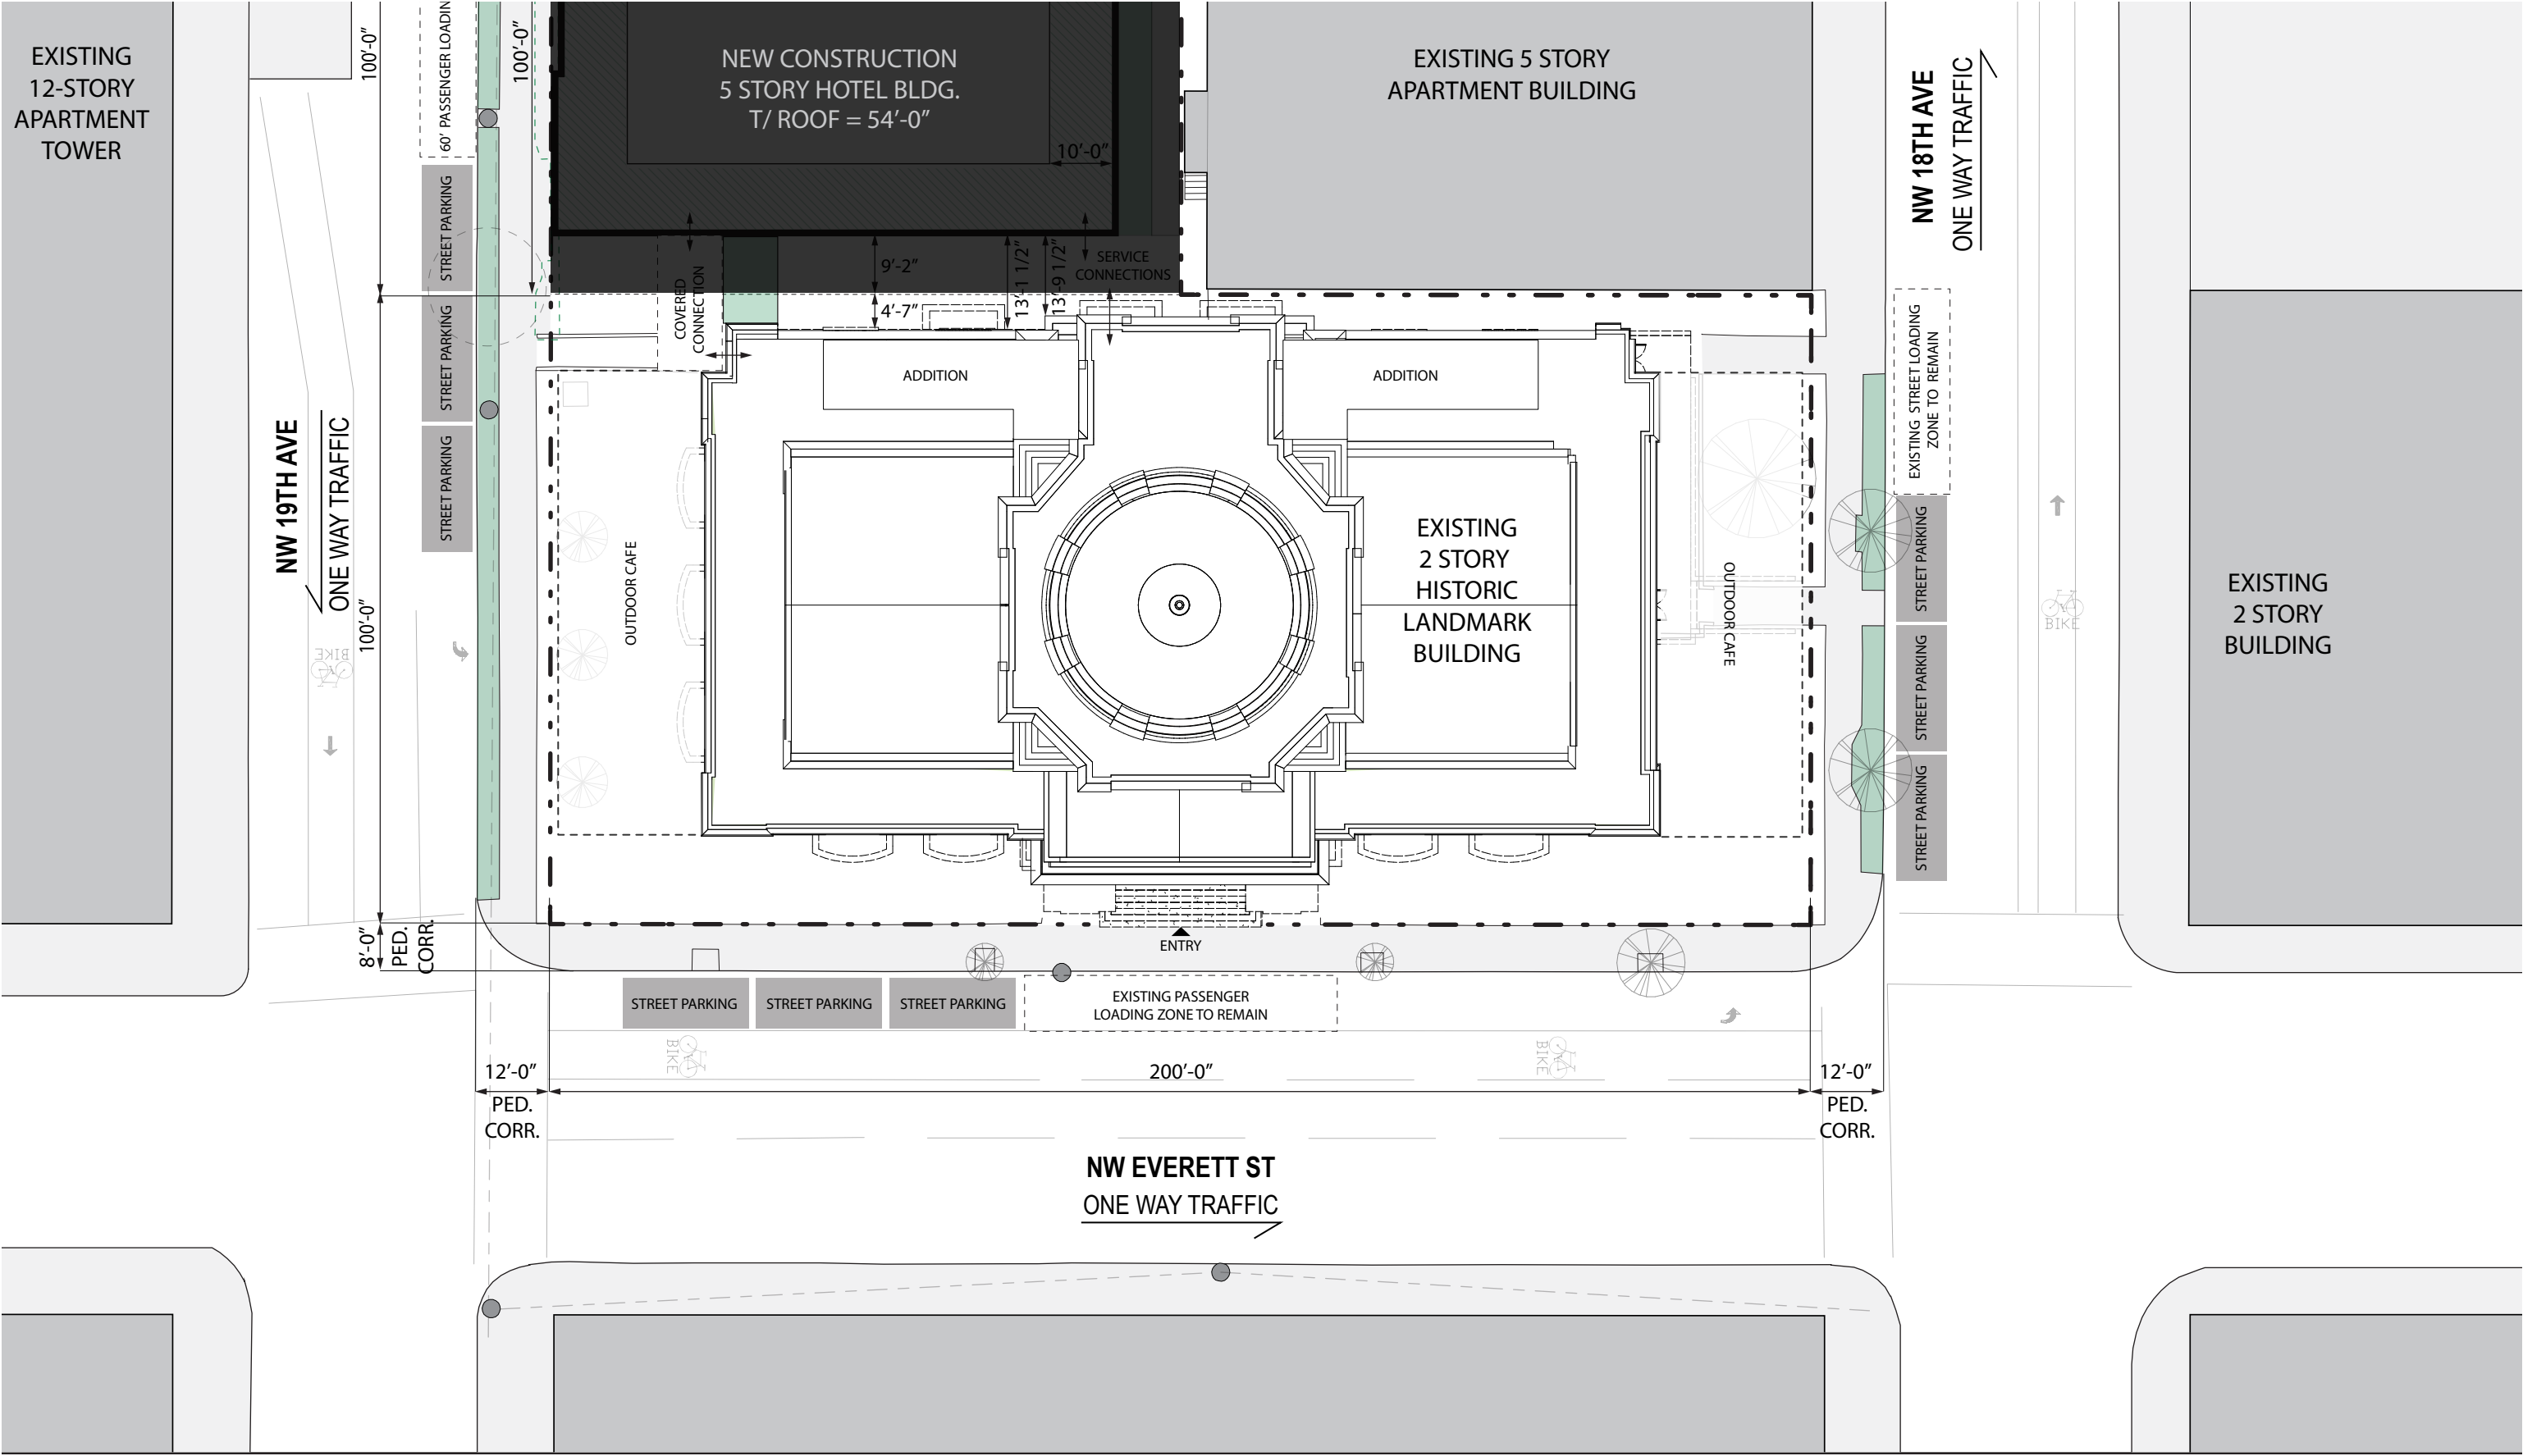 EXISTING
12-STORY
APARTMENT
TOWER
100'-0"
60' PASSENGER LOADIN
100'-0"
NEW CONSTRUCTION
5 STORY HOTEL BLDG.
T/ ROOF = 54'-0"
10'-0"
EXISTING 5 STORY
APARTMENT BUILDING
NW 18TH AVE
ONE WAY TRAFFIC
STREET PARKING
STREET PARKING
STREET PARKING
COVERED
CONNECTION
9'-2"
4'-7"
13'-1 1/2"
13'-9 1/2"
SERVICE
CONNECTIONS
ADDITION
ADDITION
EXISTING STREET LOADING
ZONE TO REMAIN
NW 19TH AVE
ONE WAY TRAFFIC
100'-0"
BIKE
OUTDOOR CAFE
EXISTING
2 STORY
HISTORIC
LANDMARK
BUILDING
OUTDOOR CAFE
STREET PARKING
STREET PARKING
STREET PARKING
BIKE
EXISTING
2 STORY
BUILDING
8'-0"
PED.
CORR.
ENTRY
STREET PARKING
STREET PARKING
STREET PARKING
EXISTING PASSENGER
LOADING ZONE TO REMAIN
BIKE
BIKE
12'-0"
PED.
CORR.
200'-0"
12'-0"
PED.
CORR.
NW EVERETT ST
ONE WAY TRAFFIC